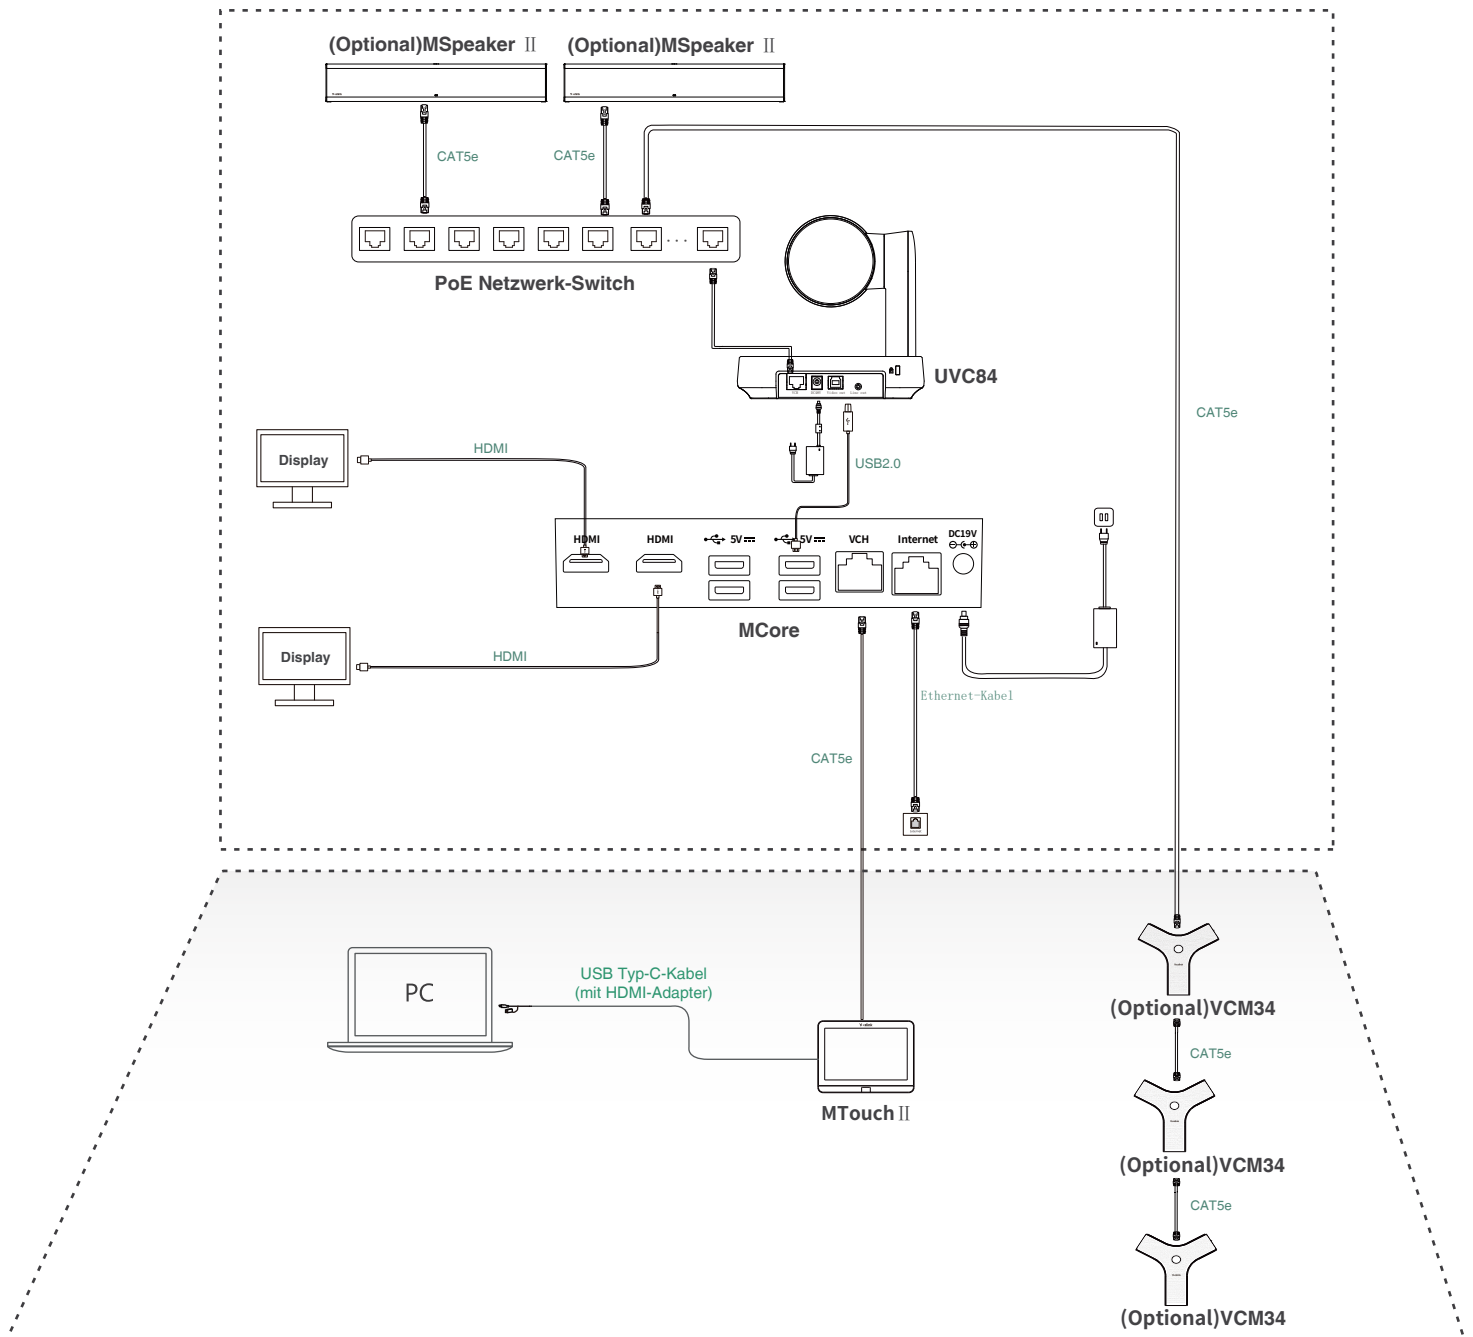 (Optional)MSpeaker Ⅱ
(Optional)MSpeaker Ⅱ
CAT5e
CAT5e
PoE Netzwerk-Switch
UVC84
CAT5e
HDMI
Display
USB2.0
HDMI
HDMI
5V
5V
VCH
Internet
DC19V
MCore
Display
HDMI
Ethernet-Kabel
CAT5e
PC
USB Typ-C-Kabel
(mit HDMI-Adapter)
MTouch Ⅱ
(Optional)VCM34
CAT5e
(Optional)VCM34
CAT5e
(Optional)VCM34